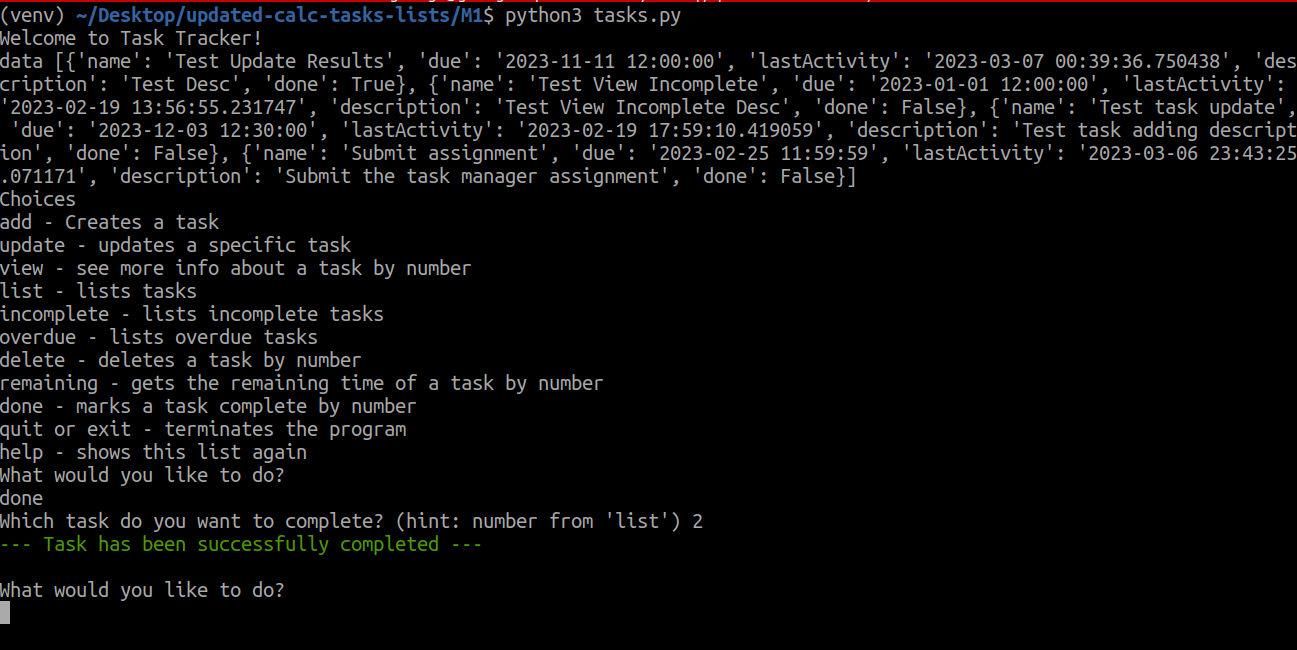 (venv) ~/Desktop/updated-calc-tasks-lists/M1$ python3 tasks.py
Welcome to Task Tracker!
data [{'name': 'Test Update Results', 'due': '2023-11-11 12:00:00', 'lastActivity': '2023-03-07 00:39:36.750438', 'des
cription': 'Test Desc', 'done': True}, {'name': 'Test View Incomplete', 'due': '2023-01-01 12:00:00', 'lastActivity':
'2023-02-19 13:56:55.231747', 'description': 'Test View Incomplete Desc', 'done': False}, {'name': 'Test task update',
 'due': '2023-12-03 12:30:00', 'lastActivity': '2023-02-19 17:59:10.419059', 'description': 'Test task adding descript
ion', 'done': False}, {'name': 'Submit assignment', 'due': '2023-02-25 11:59:59', 'lastActivity': '2023-03-06 23:43:25
.071171', 'description': 'Submit the task manager assignment', 'done': False}]
Choices
add - Creates a task
update - updates a specific task
view - see more info about a task by number
list - lists tasks
incomplete - lists incomplete tasks
overdue - lists overdue tasks
delete - deletes a task by number
remaining - gets the remaining time of a task by number
done - marks a task complete by number
quit or exit - terminates the program
help - shows this list again
What would you like to do?
done
Which task do you want to complete? (hint: number from 'list') 2
--- Task has been successfully completed ---
What would you like to do?